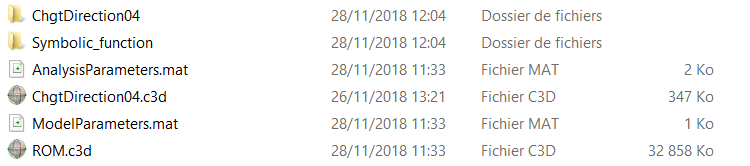 ChgtDirection04 28/11/2018 12:04 Dossier de fichiers
Symbolic_function 28/11/2018 12:04 Dossier de fichiers
AnalysisParameters.mat 28/11/2018 11:33 Fichier MAT 2 Ko
ChgtDirection04.c3d 26/11/2018 13:21 Fichier C3D 347 Ko
ModelParameters.mat 28/11/2018 11:33 Fichier MAT 1 Ko
ROM.c3d 28/11/2018 11:33 Fichier C3D 32 858 Ko